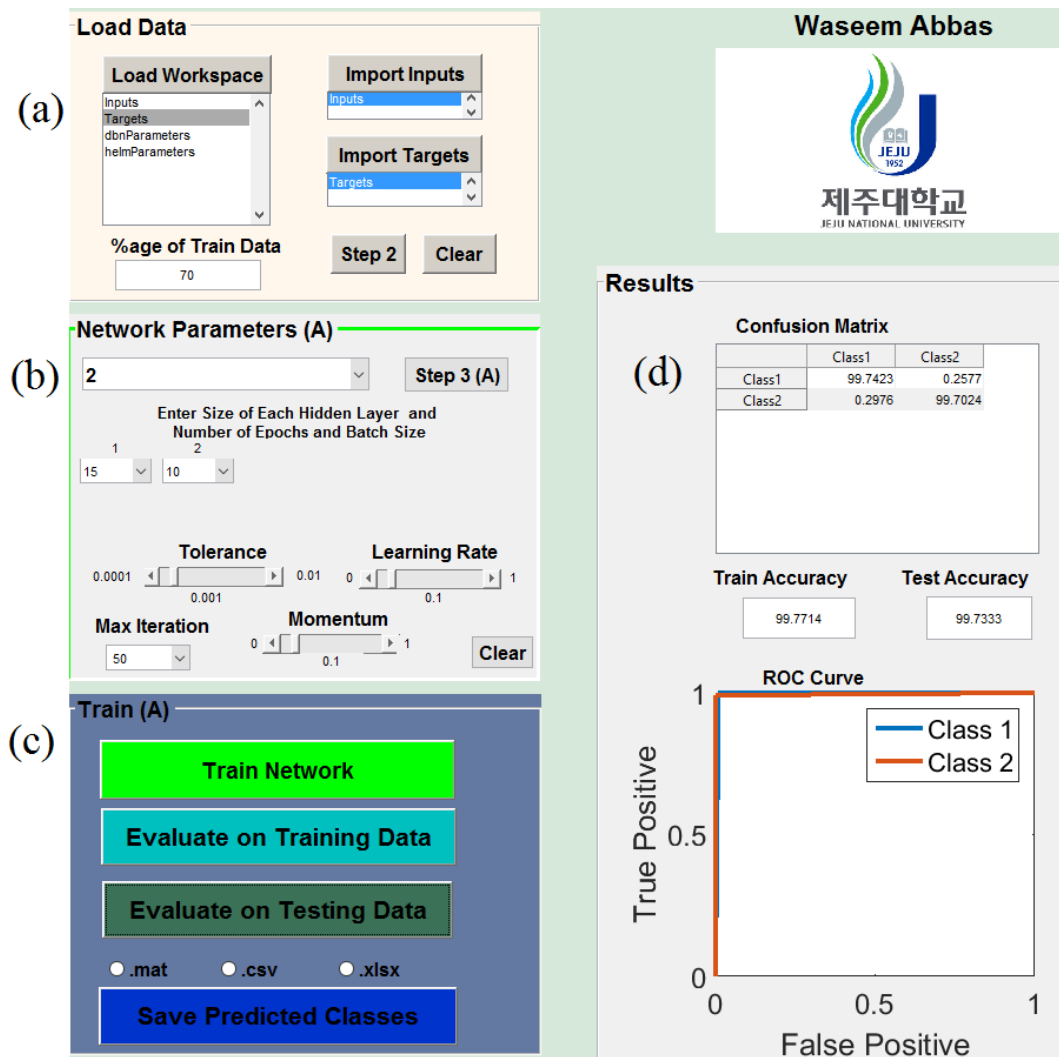 (a)
Load Data
Load Workspace
Inputs
Targets
dbnParameters
helmParameters
Import Inputs
Inputs
Import Targets
Targets
%age of Train Data
70
Step 2
Clear
(b)
Network Parameters (A)
2
Step 3 (A)
Enter Size of Each Hidden Layer and
Number of Epochs and Batch Size
1 2
15 10
Tolerance
0.0001 0.01
0.001
Learning Rate
0 1
0.1
Max Iteration
50
Momentum
0 1
0.1
Clear
(c)
Train (A)
Train Network
Evaluate on Training Data
Evaluate on Testing Data
.mat .csv .xlsx
Save Predicted Classes
Waseem Abbas
JEJU
1952
제주대학교
JEJU NATIONAL UNIVERSITY
Results
(d)
Confusion Matrix
Class1 Class2
Class1 99.7423 0.2577
Class2 0.2976 99.7024
Train Accuracy
99.7714
Test Accuracy
99.7333
ROC Curve
Class 1
Class 2
True Positive
1
0.5
0
0 0.5 1
False Positive